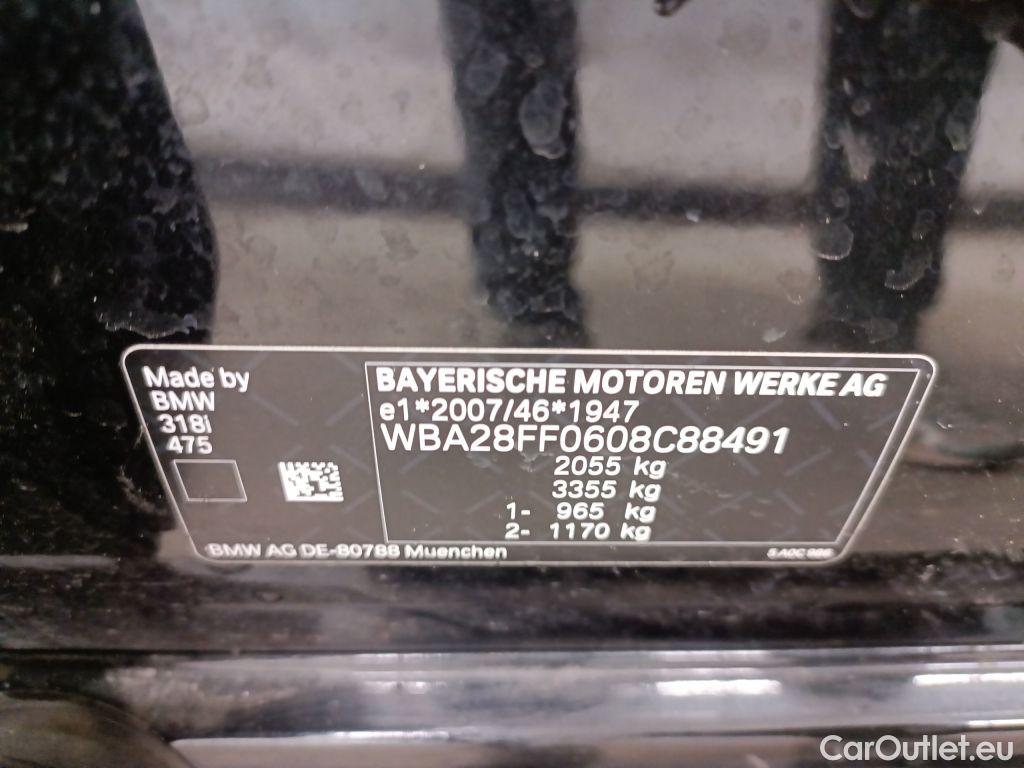 Made by
BMW
318i
475
BAYERISCHE MOTOREN WERKE AG
e1*2007/46*1947
WBA28FF0608C88491
2055 kg
3355 kg
1- 965 kg
2- 1170 kg
BMW AG DE-80788 Muenchen
CarOutlet.eu